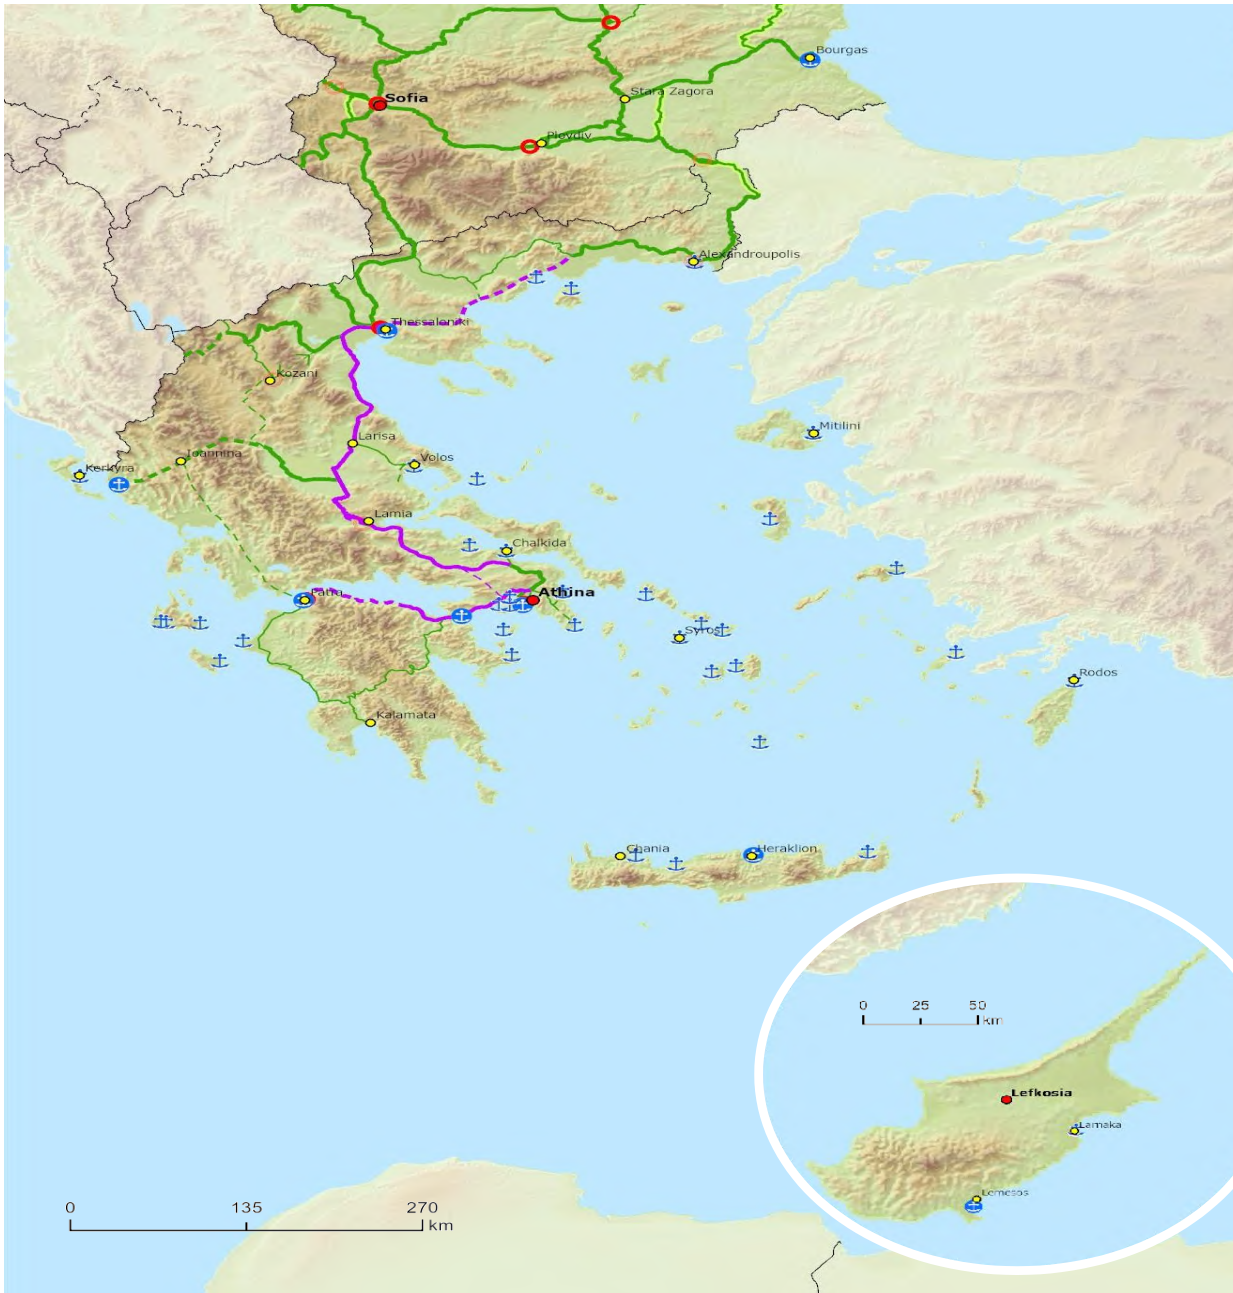 Bourgas
Sofia
Stara Zagora
Plovdiv
Alexandroupolis
Thessaloniki
Kozani
Mitilini
Larisa
Ioannina
Volos
Kerkyra
Lamia
Chalkida
Patra
Athina
Syros
Rodos
Kalamata
Chania
Heraklion
0 25 50
km
Lefkosia
Larnaka
Lemesos
0 135 270
km